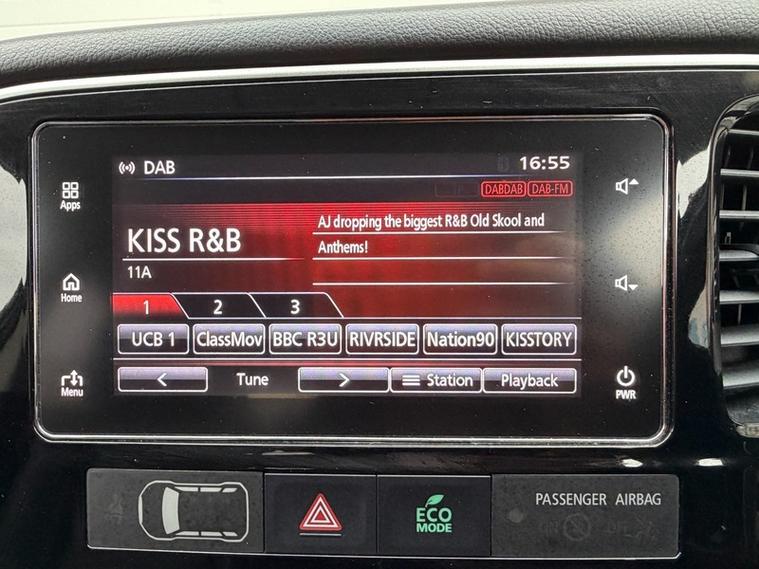 DAB
16:55
DABDAB DAB-FM
Apps
KISS R&B
11A
AJ dropping the biggest R&B Old Skool and
Anthems!
Home
1 2 3
UCB 1 ClassMov BBC R3U RIVRSIDE Nation90 KISSTORY
Menu
< Tune > Station Playback
PWR
ECO
MODE
PASSENGER AIRBAG